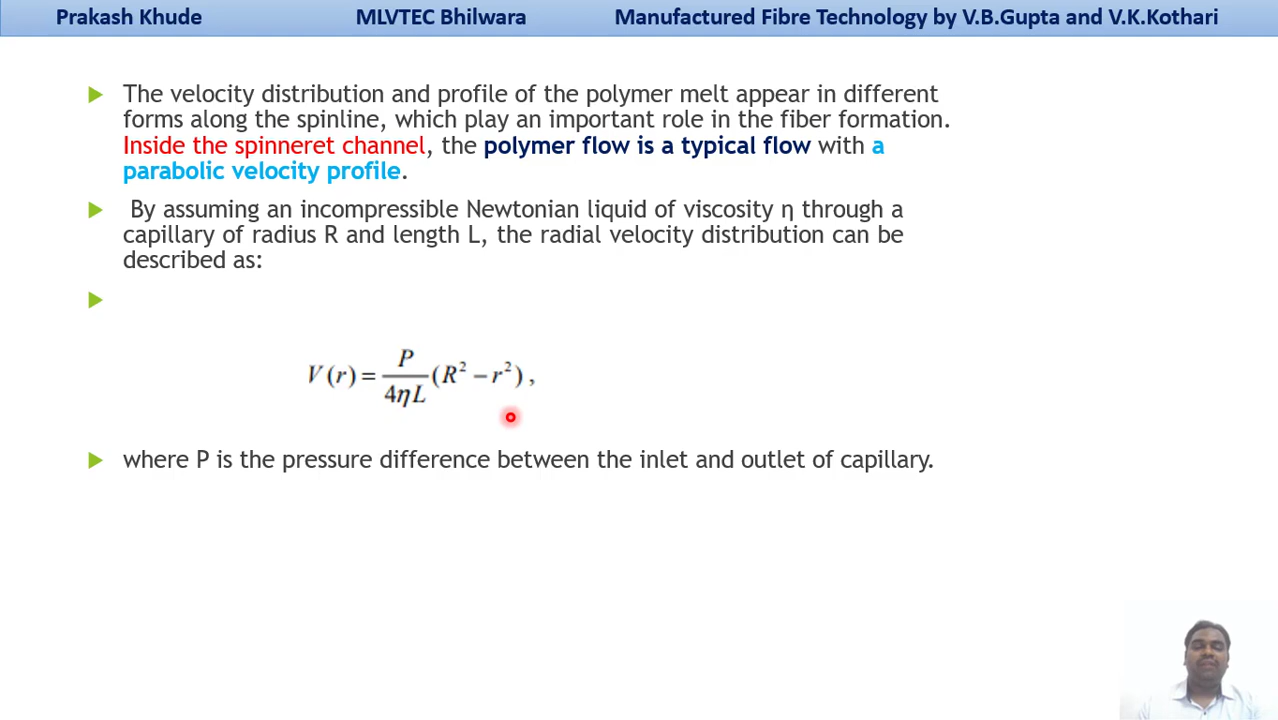 Prakash Khude MLVTEC Bhilwara Manufactured Fibre Technology by V.B.Gupta and V.K.Kothari
The velocity distribution and profile of the polymer melt appear in different
forms along the spinline, which play an important role in the fiber formation.
Inside the spinneret channel, the polymer flow is a typical flow with a
parabolic velocity profile.
By assuming an incompressible Newtonian liquid of viscosity η through a
capillary of radius R and length L, the radial velocity distribution can be
described as:
V(r) = P/4ηL (R² − r²),
where P is the pressure difference between the inlet and outlet of capillary.